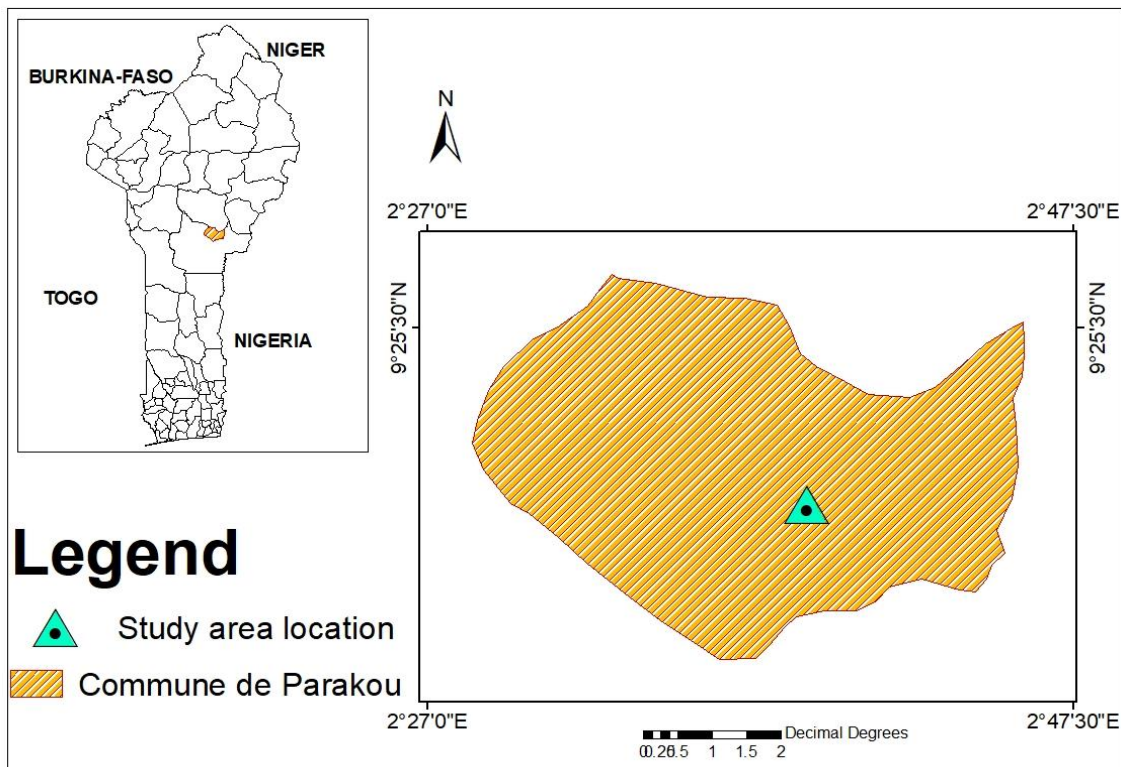 NIGER
BURKINA-FASO
TOGO
NIGERIA
N
2°27'0"E
2°47'30"E
9°25'30"N
9°25'30"N
2°27'0"E
2°47'30"E
Legend
Study area location
Commune de Parakou
Decimal Degrees
1 1.5 2